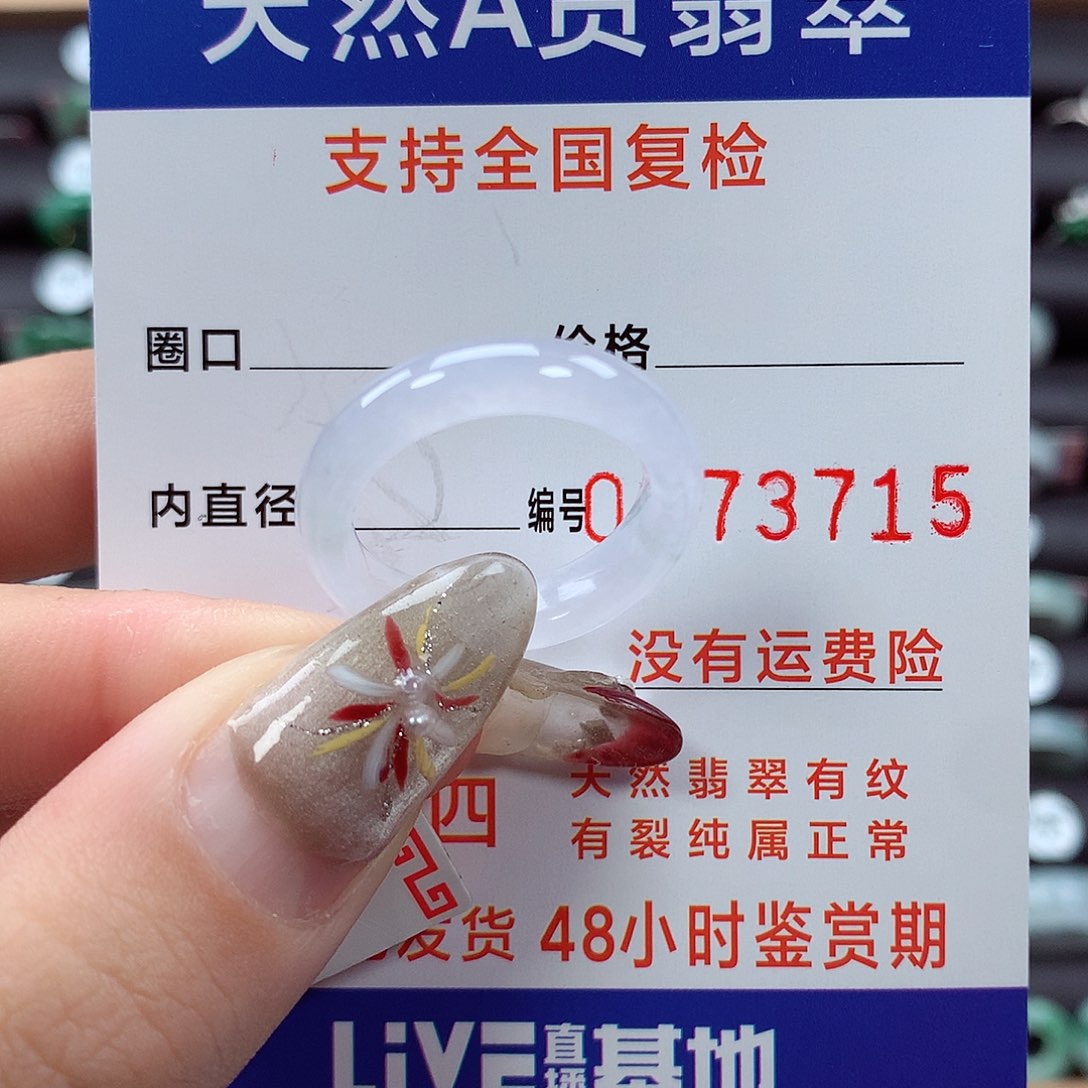 天然A货翡翠
支持全国复检
圈口 价格
内直径 编号0 73715
没有运费险
四 天然翡翠有纹
有裂纯属正常
发货 48小时鉴赏期
LiVE直播基地